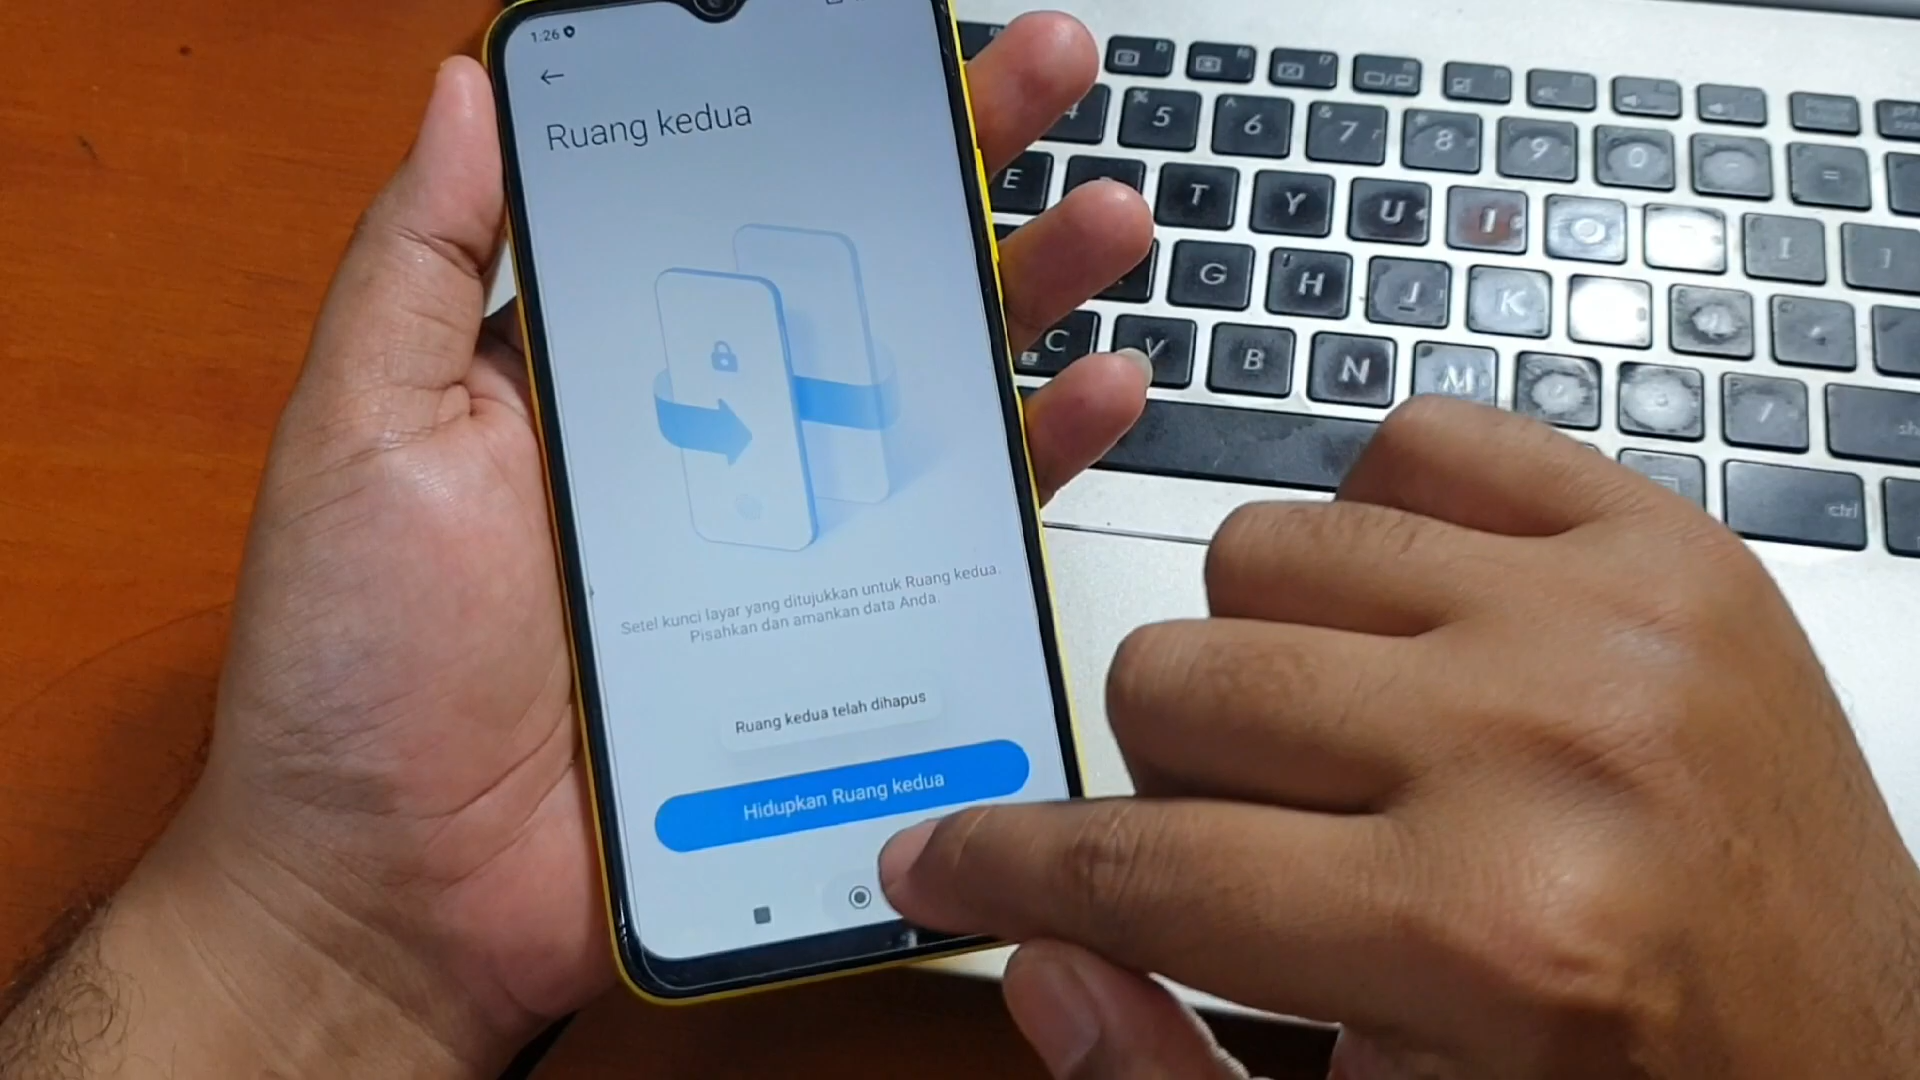 1:26
Ruang kedua
Setel kunci layar yang ditujukkan untuk Ruang kedua.
Pisahkan dan amankan data Anda.
Ruang kedua telah dihapus
Hidupkan Ruang kedua
4 % 5 ^ 6 & 7 * 8 9 0 - =
E T Y U I O [ ]
G H J K
C V B N M /
ctrl